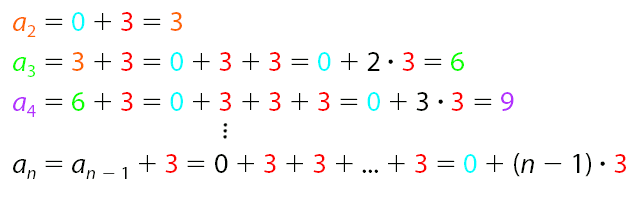 a₂ = 0 + 3 = 3
a₃ = 3 + 3 = 0 + 3 + 3 = 0 + 2 · 3 = 6
a₄ = 6 + 3 = 0 + 3 + 3 + 3 = 0 + 3 · 3 = 9
⋮
aₙ = aₙ ₋ ₁ + 3 = 0 + 3 + 3 + ... + 3 = 0 + (n − 1) · 3